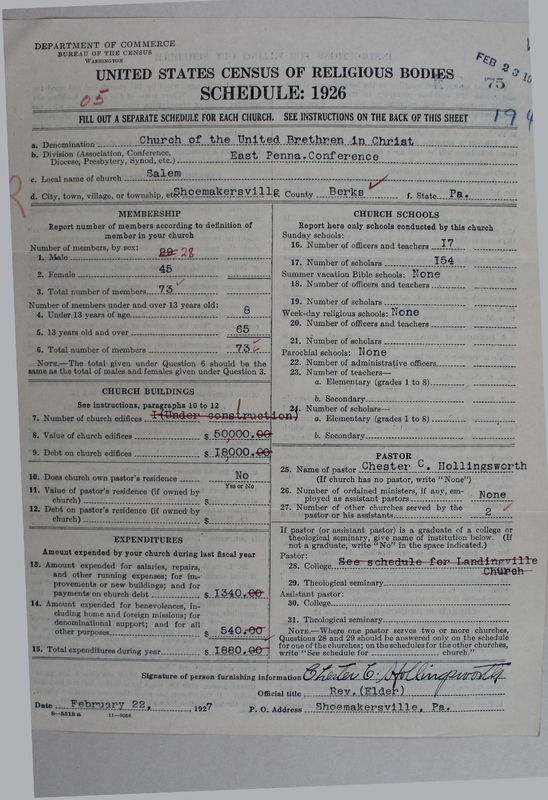 DEPARTMENT OF COMMERCE
BUREAU OF THE CENSUS
WASHINGTON
FEB 23 19
75
UNITED STATES CENSUS OF RELIGIOUS BODIES
SCHEDULE: 1926
05
194
FILL OUT A SEPARATE SCHEDULE FOR EACH CHURCH. SEE INSTRUCTIONS ON THE BACK OF THIS SHEET
a. Denomination Church of the United Brethren in Christ
b. Division (Association, Conference, Diocese, Presbytery, Synod, etc.) East Penna.Conference
c. Local name of church Salem
d. City, town, village, or township, etc. Shoemakersville e. County Berks f. State Pa.
MEMBERSHIP
Report number of members according to definition of member in your church
Number of members, by sex:
1. Male 29 28
2. Female 45
3. Total number of members 73
Number of members under and over 13 years old:
4. Under 13 years of age 8
5. 13 years old and over 65
6. Total number of members 73
NOTE.—The total given under Question 6 should be the same as the total of males and females given under Question 3.
CHURCH BUILDINGS
See instructions, paragraphs 10 to 12
7. Number of church edifices 1(Under construction) 1
8. Value of church edifices $ 50000.00
9. Debt on church edifices $ 18000.00
10. Does church own pastor's residence No
Yes or No
11. Value of pastor's residence (if owned by church) $
12. Debt on pastor's residence (if owned by church) $
EXPENDITURES
Amount expended by your church during last fiscal year
13. Amount expended for salaries, repairs, and other running expenses; for improvements or new buildings; and for payments on church debt $ 1340.00
14. Amount expended for benevolences, including home and foreign missions; for denominational support; and for all other purposes $ 540.00
15. Total expenditures during year $ 1880.00
CHURCH SCHOOLS
Report here only schools conducted by this church
Sunday schools:
16. Number of officers and teachers 17
17. Number of scholars 154
Summer vacation Bible schools: None
18. Number of officers and teachers
19. Number of scholars
Week-day religious schools: None
20. Number of officers and teachers
21. Number of scholars
Parochial schools: None
22. Number of administrative officers
23. Number of teachers—
a. Elementary (grades 1 to 8)
b. Secondary
24. Number of scholars—
a. Elementary (grades 1 to 8)
b. Secondary
PASTOR
25. Name of pastor Chester C. Hollingsworth
(If church has no pastor, write "None")
26. Number of ordained ministers, if any, employed as assistant pastors None
27. Number of other churches served by the pastor or his assistants 2
If pastor (or assistant pastor) is a graduate of a college or theological seminary, give name of institution below. (If not a graduate, write "No" in the space indicated.)
Pastor:
28. College See schedule for Landingville Church
29. Theological seminary
Assistant pastor:
30. College
31. Theological seminary
NOTE.—Where one pastor serves two or more churches, Questions 28 and 29 should be answered only on the schedule of one of the churches; on the schedules for the other churches, write "See schedule for church."
Signature of person furnishing information Chester C. Hollingsworth
Official title Rev.(Elder)
Date February 22, 1927 P. O. Address Shoemakersville, Pa.
8—5518a 11—9054